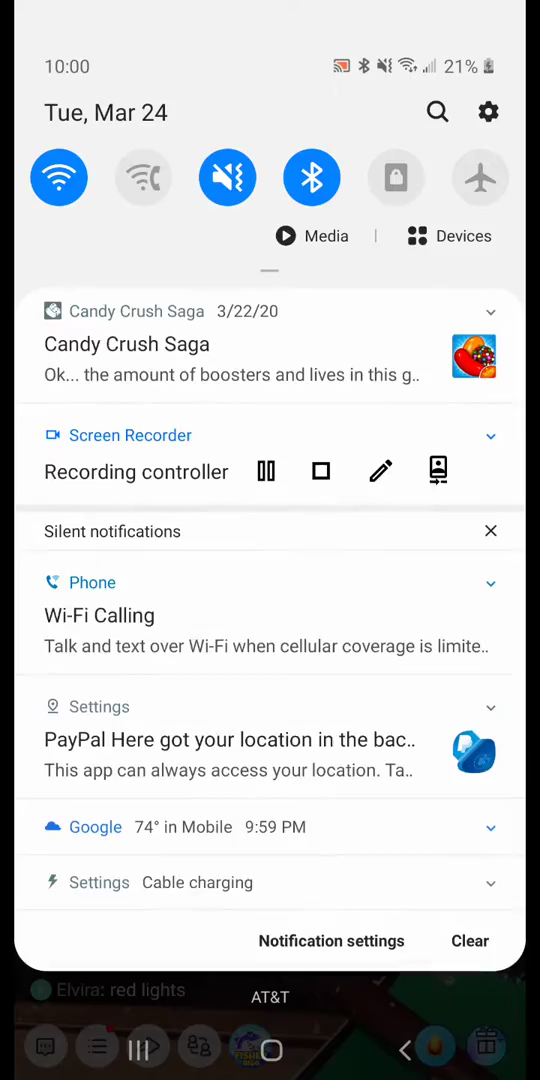 10:00 21%
Tue, Mar 24
Media | Devices
Candy Crush Saga 3/22/20
Candy Crush Saga
Ok... the amount of boosters and lives in this g..
Screen Recorder
Recording controller
Silent notifications
Phone
Wi-Fi Calling
Talk and text over Wi-Fi when cellular coverage is limite..
Settings
PayPal Here got your location in the bac..
This app can always access your location. Ta..
Google 74° in Mobile 9:59 PM
Settings Cable charging
Notification settings Clear
Elvira: red lights
AT&T